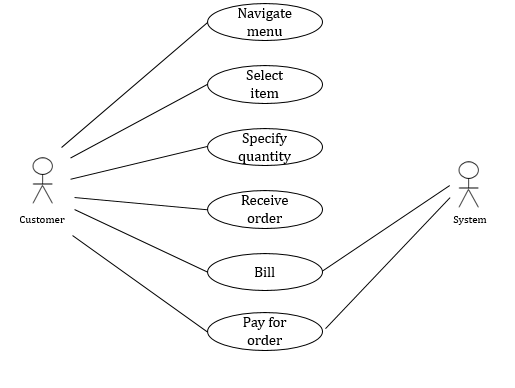 Navigate
menu
Select
item
Specify
quantity
Customer
System
Receive
order
Bill
Pay for
order